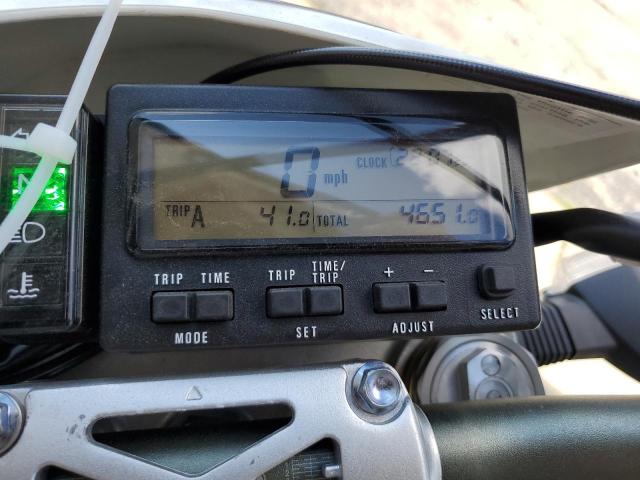 CLOCK
0 mph
TRIP A 41.0 TOTAL 4651.0
TRIP TIME TRIP TIME/TRIP + -
MODE SET ADJUST SELECT
N